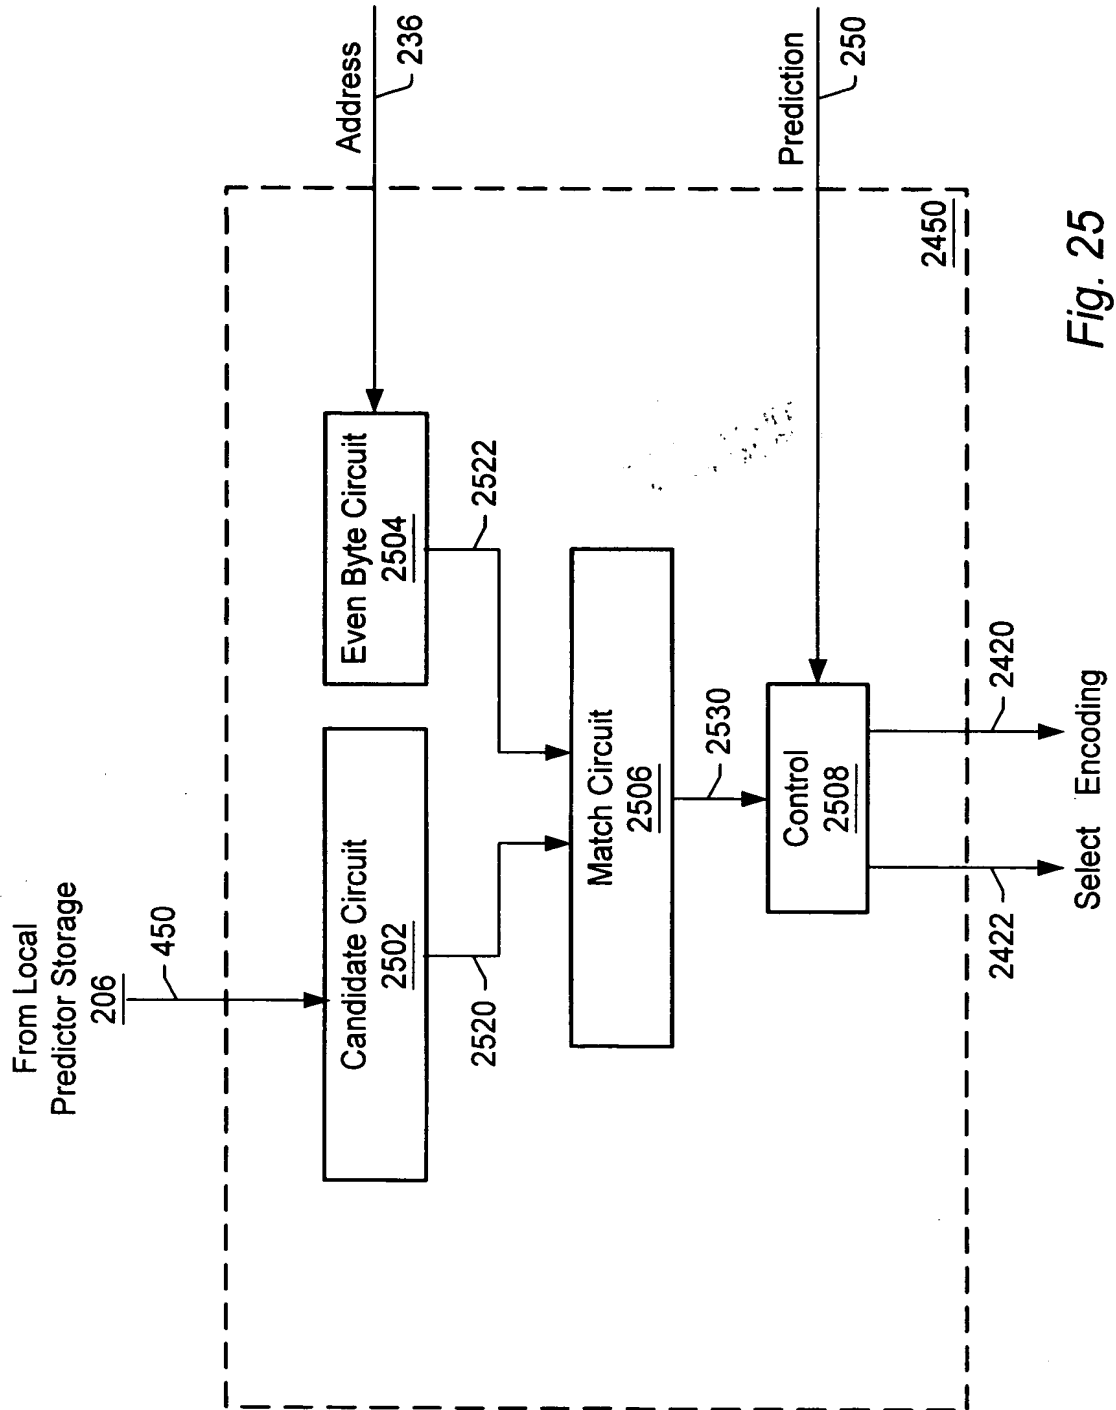 From Local
Predictor Storage
206
450
Address
236
Candidate Circuit
2502
Even Byte Circuit
2504
2520
2522
Match Circuit
2506
2530
Prediction
250
Control
2508
2450
2422
2420
Select
Encoding
Fig. 25